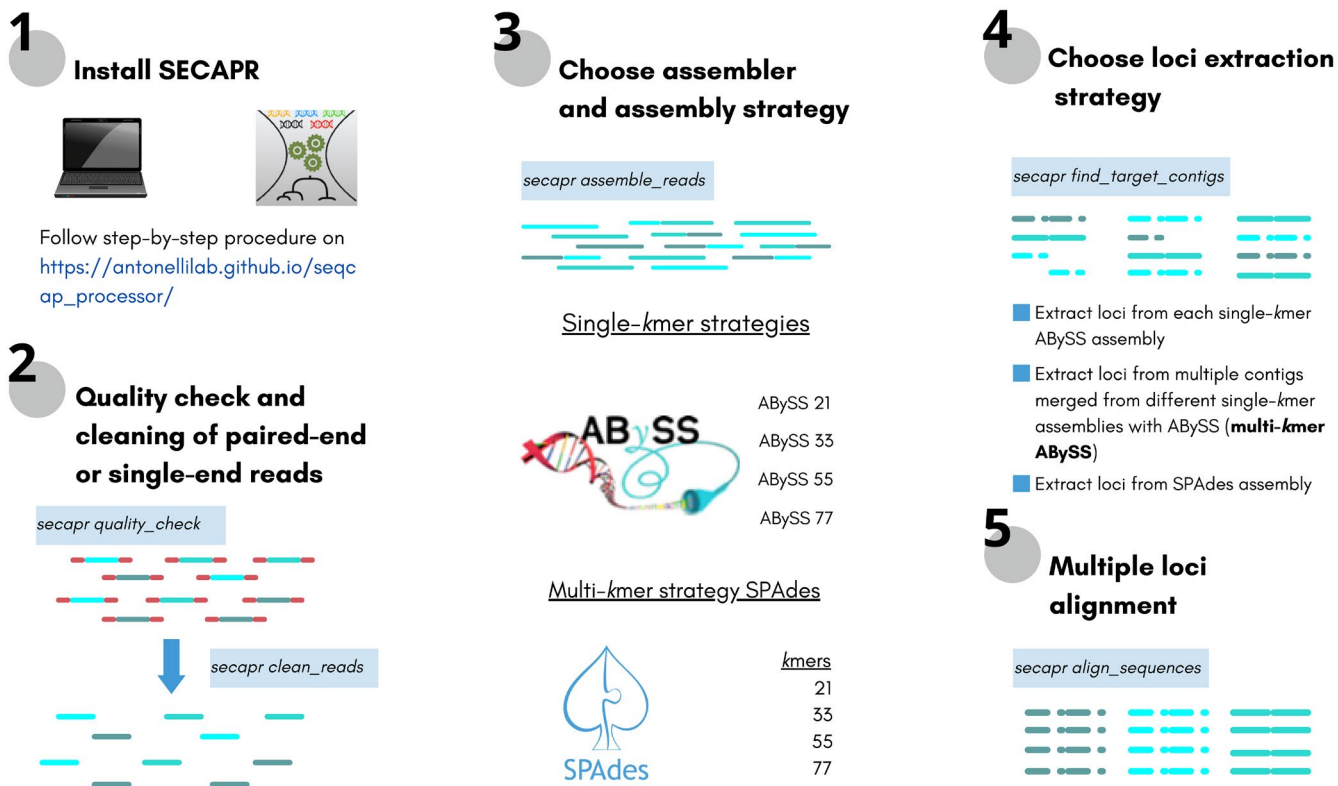 1
Install SECAPR
Follow step-by-step procedure on
https://antonellilab.github.io/seqc
ap_processor/
2
Quality check and
cleaning of paired-end
or single-end reads
secapr quality_check
secapr clean_reads
3
Choose assembler
and assembly strategy
secapr assemble_reads
Single-kmer strategies
ABySS
ABySS 21
ABySS 33
ABySS 55
ABySS 77
Multi-kmer strategy SPAdes
SPAdes
kmers
21
33
55
77
4
Choose loci extraction
strategy
secapr find_target_contigs
Extract loci from each single-kmer
ABySS assembly
Extract loci from multiple contigs
merged from different single-kmer
assemblies with ABySS (multi-kmer
ABySS)
Extract loci from SPAdes assembly
5
Multiple loci
alignment
secapr align_sequences